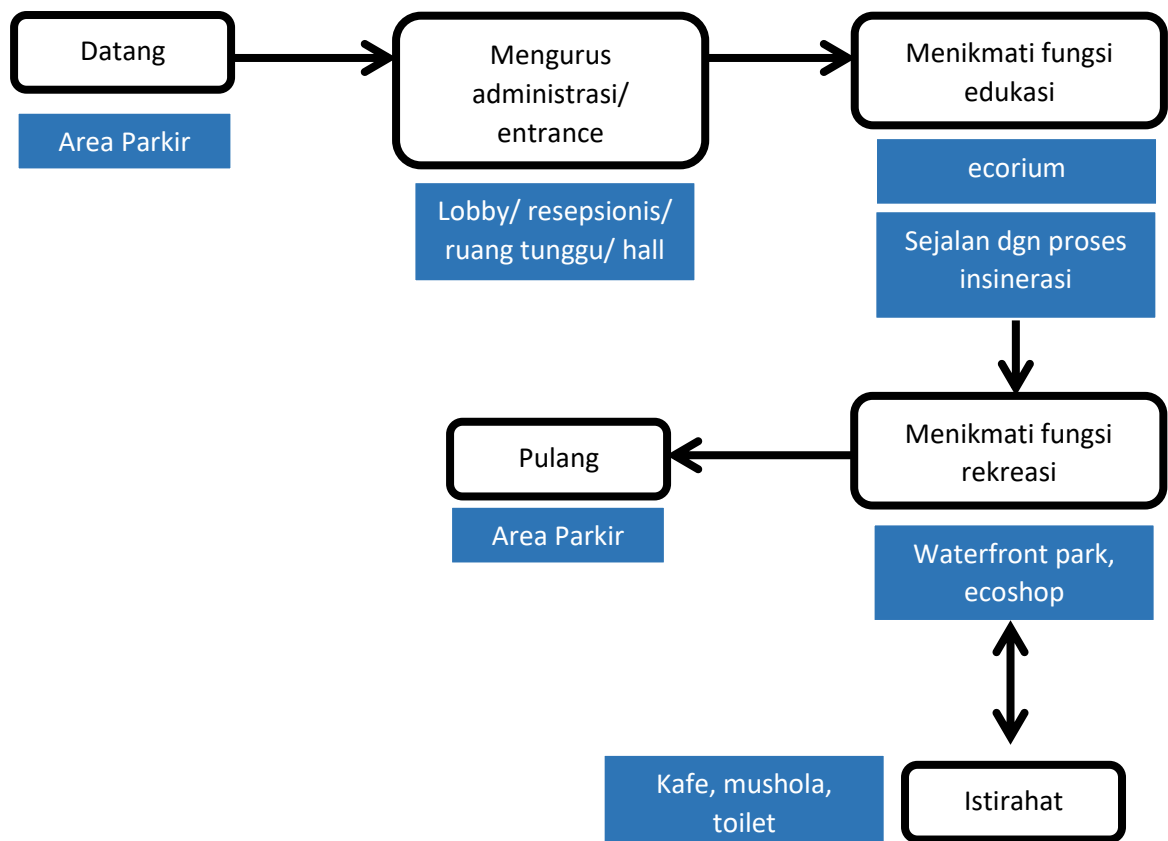 Datang
Area Parkir
Mengurus
administrasi/
entrance
Lobby/ resepsionis/
ruang tunggu/ hall
Menikmati fungsi
edukasi
ecorium
Sejalan dgn proses
insinerasi
Menikmati fungsi
rekreasi
Waterfront park,
ecoshop
Pulang
Area Parkir
Istirahat
Kafe, mushola,
toilet